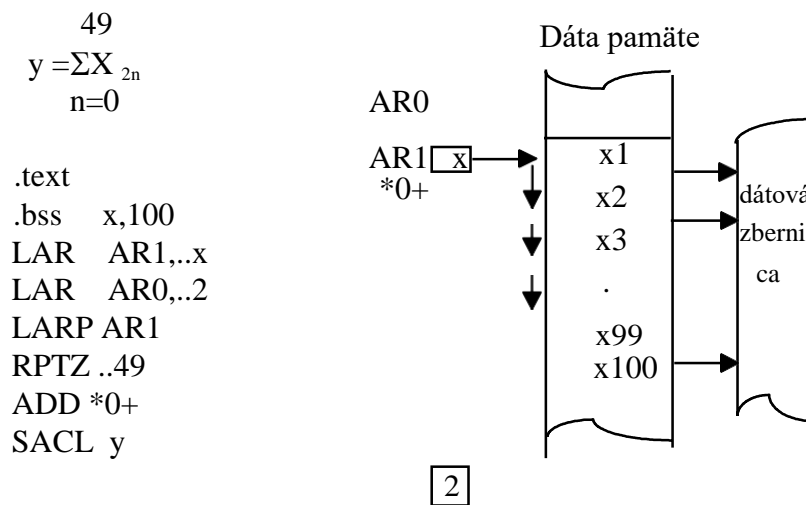 49
y =ΣX 2n
n=0
.text
.bss x,100
LAR AR1,..x
LAR AR0,..2
LARP AR1
RPTZ ..49
ADD *0+
SACL y
Dáta pamäte
AR0
AR1 x
*0+
x1
x2
x3
.
x99
x100
dátová
zberni
ca
2